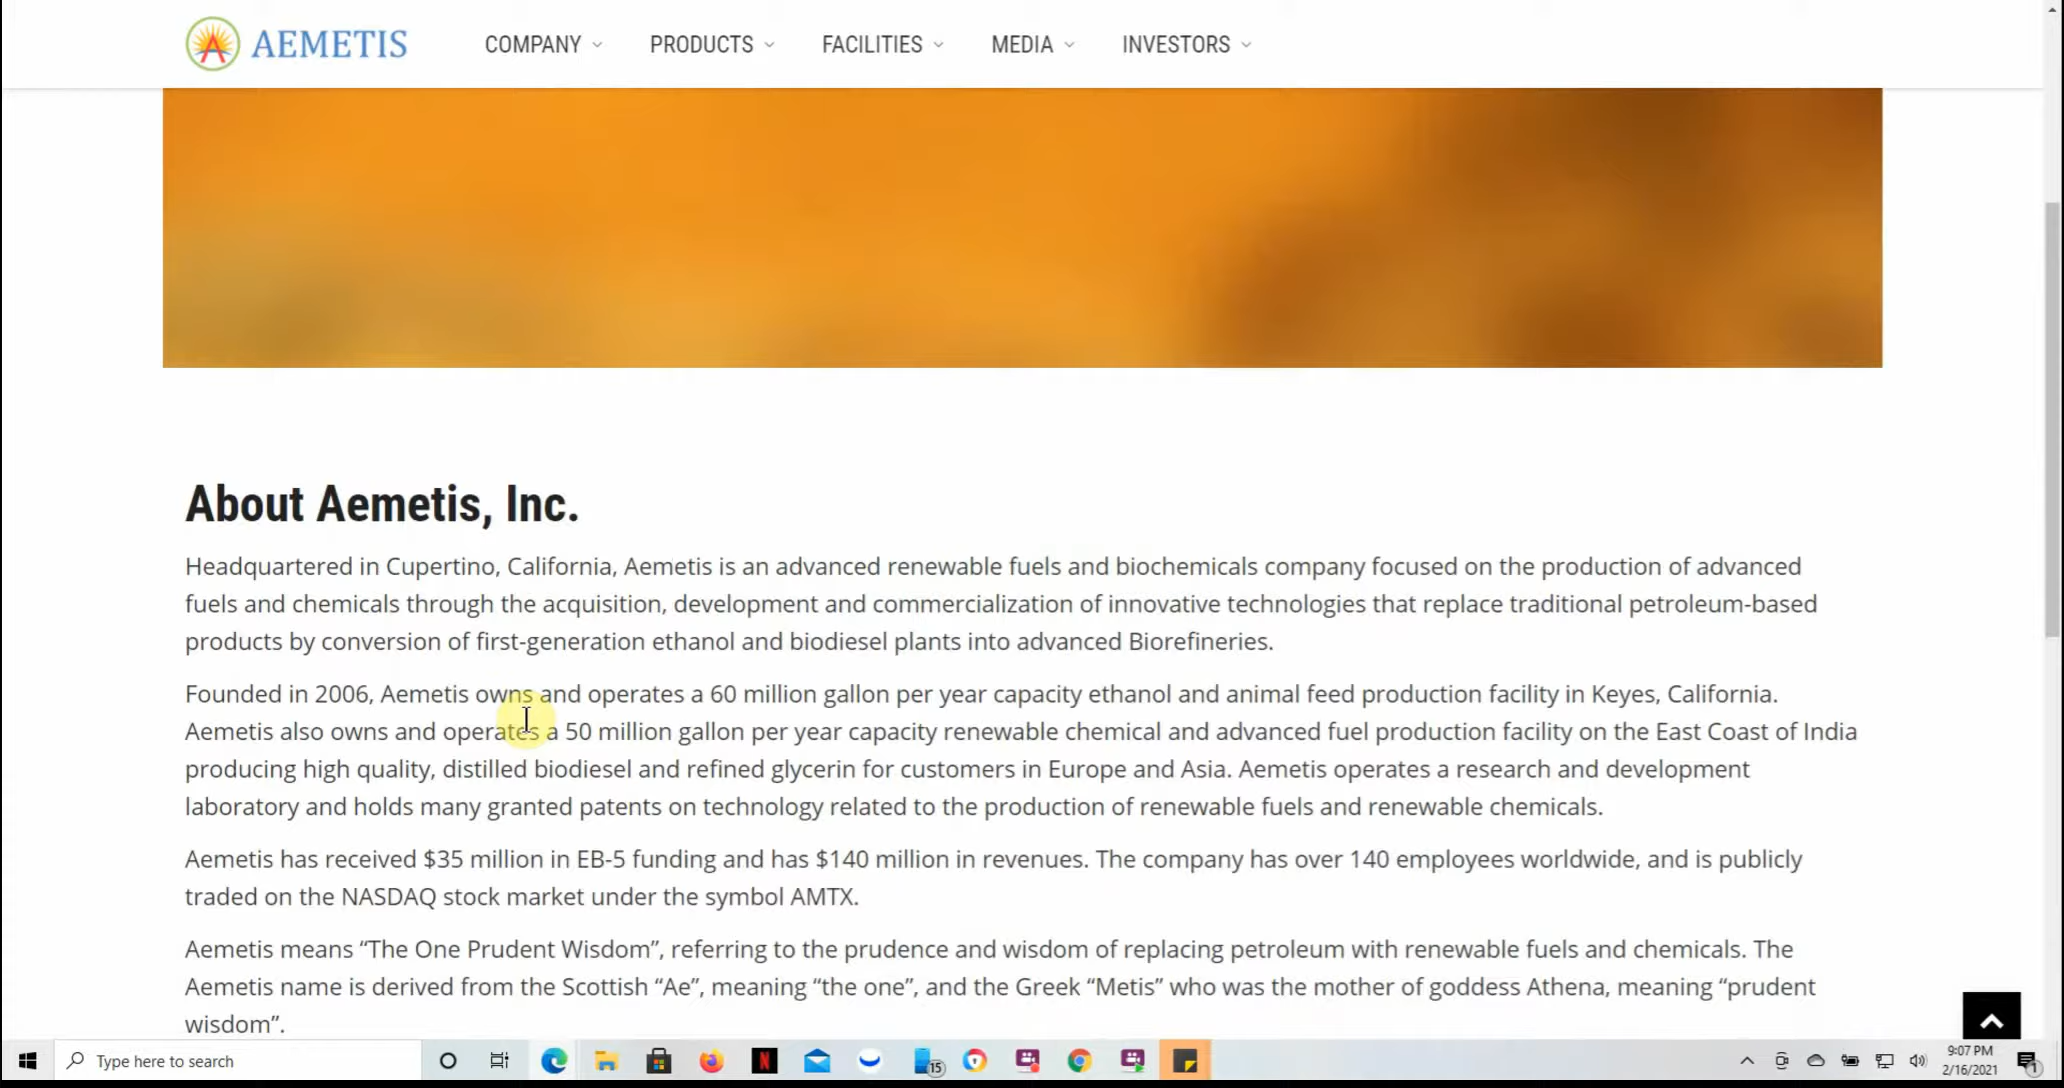 AEMETIS COMPANY PRODUCTS FACILITIES MEDIA INVESTORS
About Aemetis, Inc.
Headquartered in Cupertino, California, Aemetis is an advanced renewable fuels and biochemicals company focused on the production of advanced
fuels and chemicals through the acquisition, development and commercialization of innovative technologies that replace traditional petroleum-based
products by conversion of first-generation ethanol and biodiesel plants into advanced Biorefineries.
Founded in 2006, Aemetis owns and operates a 60 million gallon per year capacity ethanol and animal feed production facility in Keyes, California.
Aemetis also owns and operates a 50 million gallon per year capacity renewable chemical and advanced fuel production facility on the East Coast of India
producing high quality, distilled biodiesel and refined glycerin for customers in Europe and Asia. Aemetis operates a research and development
laboratory and holds many granted patents on technology related to the production of renewable fuels and renewable chemicals.
Aemetis has received $35 million in EB-5 funding and has $140 million in revenues. The company has over 140 employees worldwide, and is publicly
traded on the NASDAQ stock market under the symbol AMTX.
Aemetis means “The One Prudent Wisdom”, referring to the prudence and wisdom of replacing petroleum with renewable fuels and chemicals. The
Aemetis name is derived from the Scottish “Ae”, meaning “the one”, and the Greek “Metis” who was the mother of goddess Athena, meaning “prudent
wisdom”.
Type here to search
15
9:07 PM
2/16/2021
1